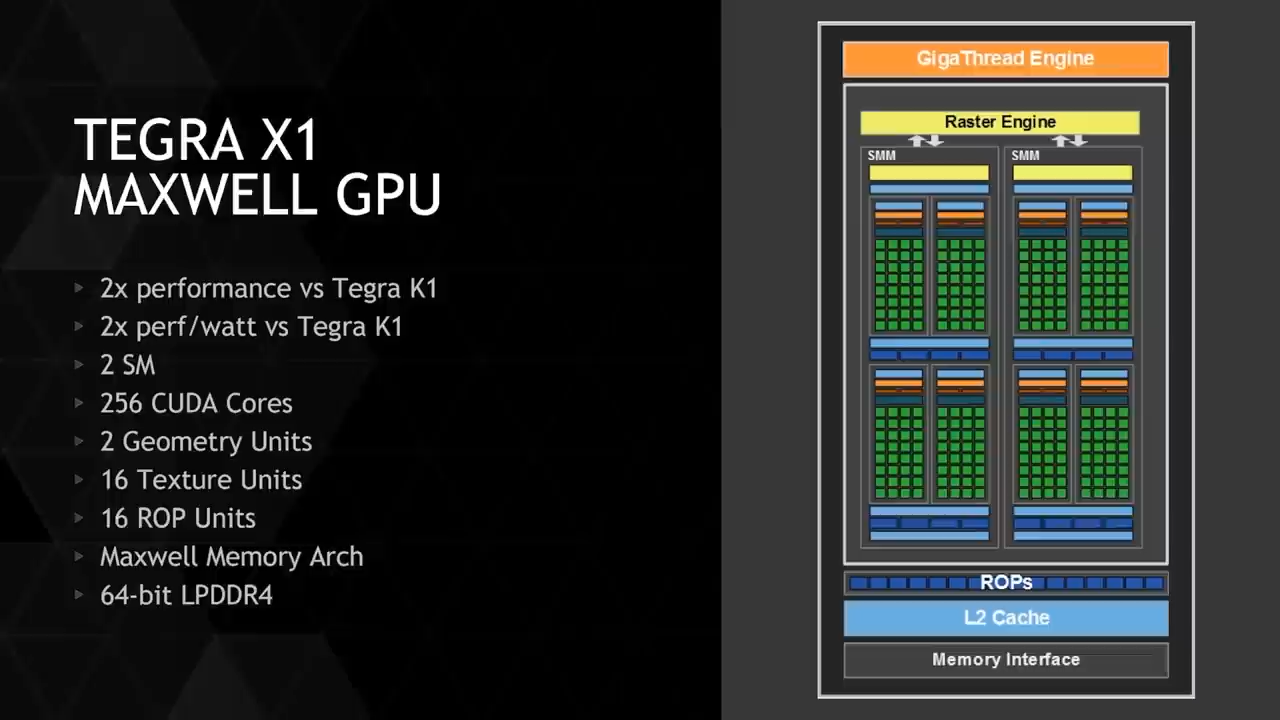 TEGRA X1
MAXWELL GPU
2x performance vs Tegra K1
2x perf/watt vs Tegra K1
2 SM
256 CUDA Cores
2 Geometry Units
16 Texture Units
16 ROP Units
Maxwell Memory Arch
64-bit LPDDR4
GigaThread Engine
Raster Engine
SMM
SMM
ROPs
L2 Cache
Memory Interface